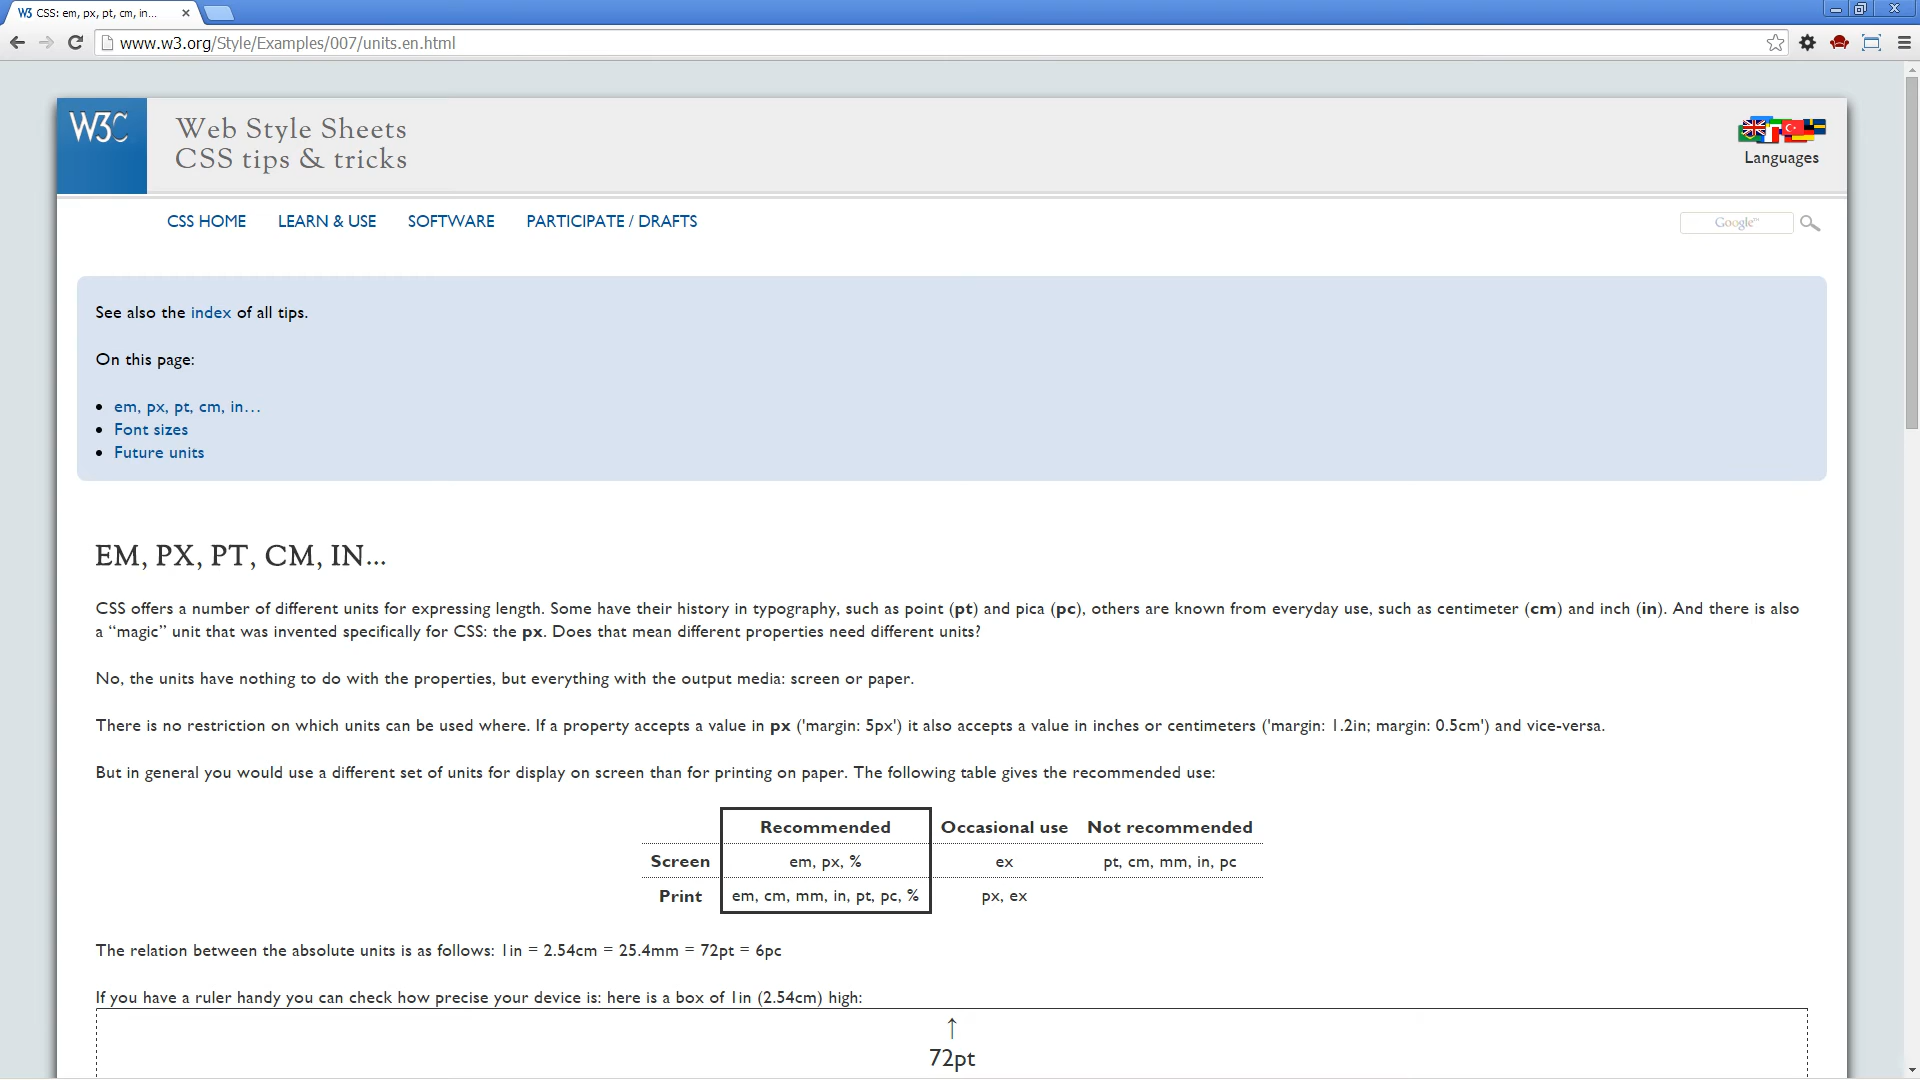 W3 CSS: em, px, pt, cm, in...
www.w3.org/Style/Examples/007/units.en.html
W3C
Web Style Sheets
CSS tips & tricks
Languages
CSS HOME LEARN & USE SOFTWARE PARTICIPATE / DRAFTS
Google™
See also the index of all tips.
On this page:
em, px, pt, cm, in…
Font sizes
Future units
EM, PX, PT, CM, IN…
CSS offers a number of different units for expressing length. Some have their history in typography, such as point (pt) and pica (pc), others are known from everyday use, such as centimeter (cm) and inch (in). And there is also
a “magic” unit that was invented specifically for CSS: the px. Does that mean different properties need different units?
No, the units have nothing to do with the properties, but everything with the output media: screen or paper.
There is no restriction on which units can be used where. If a property accepts a value in px ('margin: 5px') it also accepts a value in inches or centimeters ('margin: 1.2in; margin: 0.5cm') and vice-versa.
But in general you would use a different set of units for display on screen than for printing on paper. The following table gives the recommended use:
Recommended Occasional use Not recommended
Screen em, px, % ex pt, cm, mm, in, pc
Print em, cm, mm, in, pt, pc, % px, ex
The relation between the absolute units is as follows: 1in = 2.54cm = 25.4mm = 72pt = 6pc
If you have a ruler handy you can check how precise your device is: here is a box of 1in (2.54cm) high:
↑
72pt